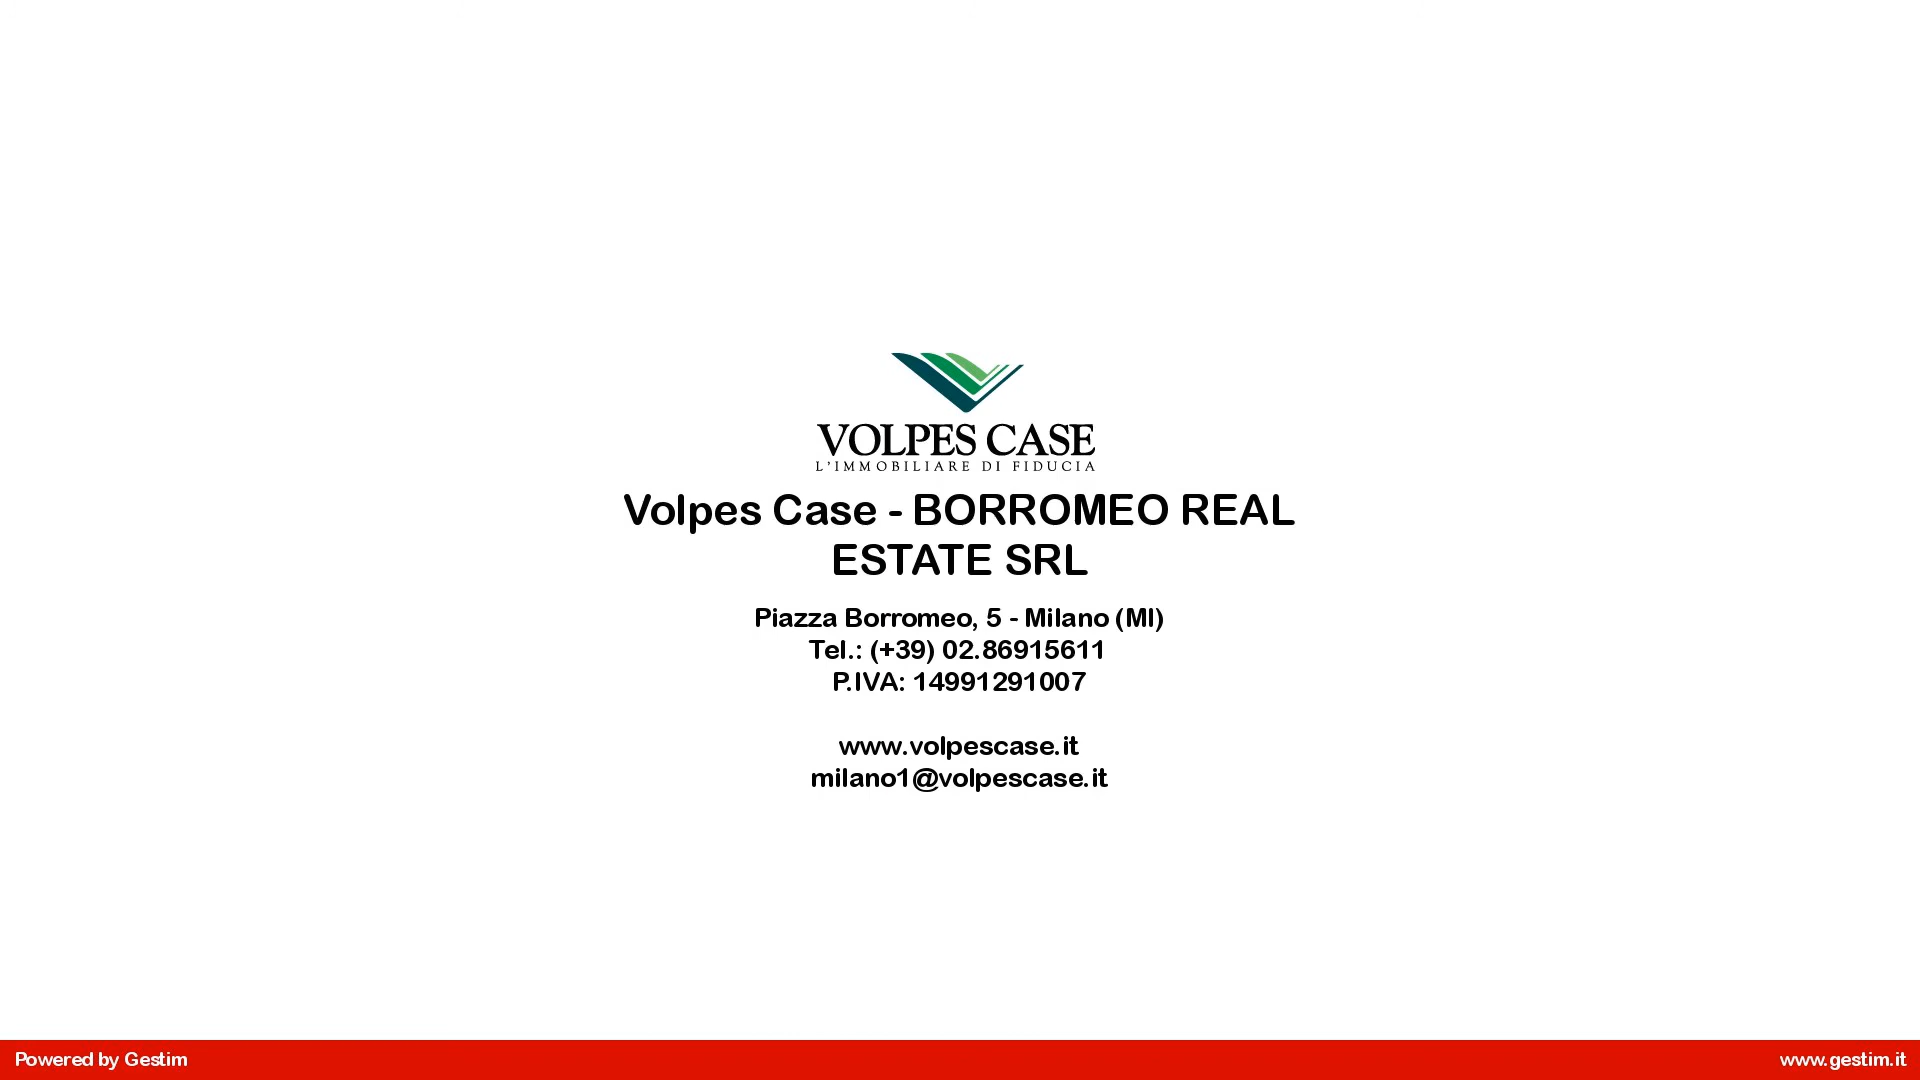 VOLPES CASE
L'IMMOBILIARE DI FIDUCIA
Volpes Case - BORROMEO REAL
ESTATE SRL
Piazza Borromeo, 5 - Milano (MI)
Tel.: (+39) 02.86915611
P.IVA: 14991291007
www.volpescase.it
milano1@volpescase.it
Powered by Gestim
www.gestim.it